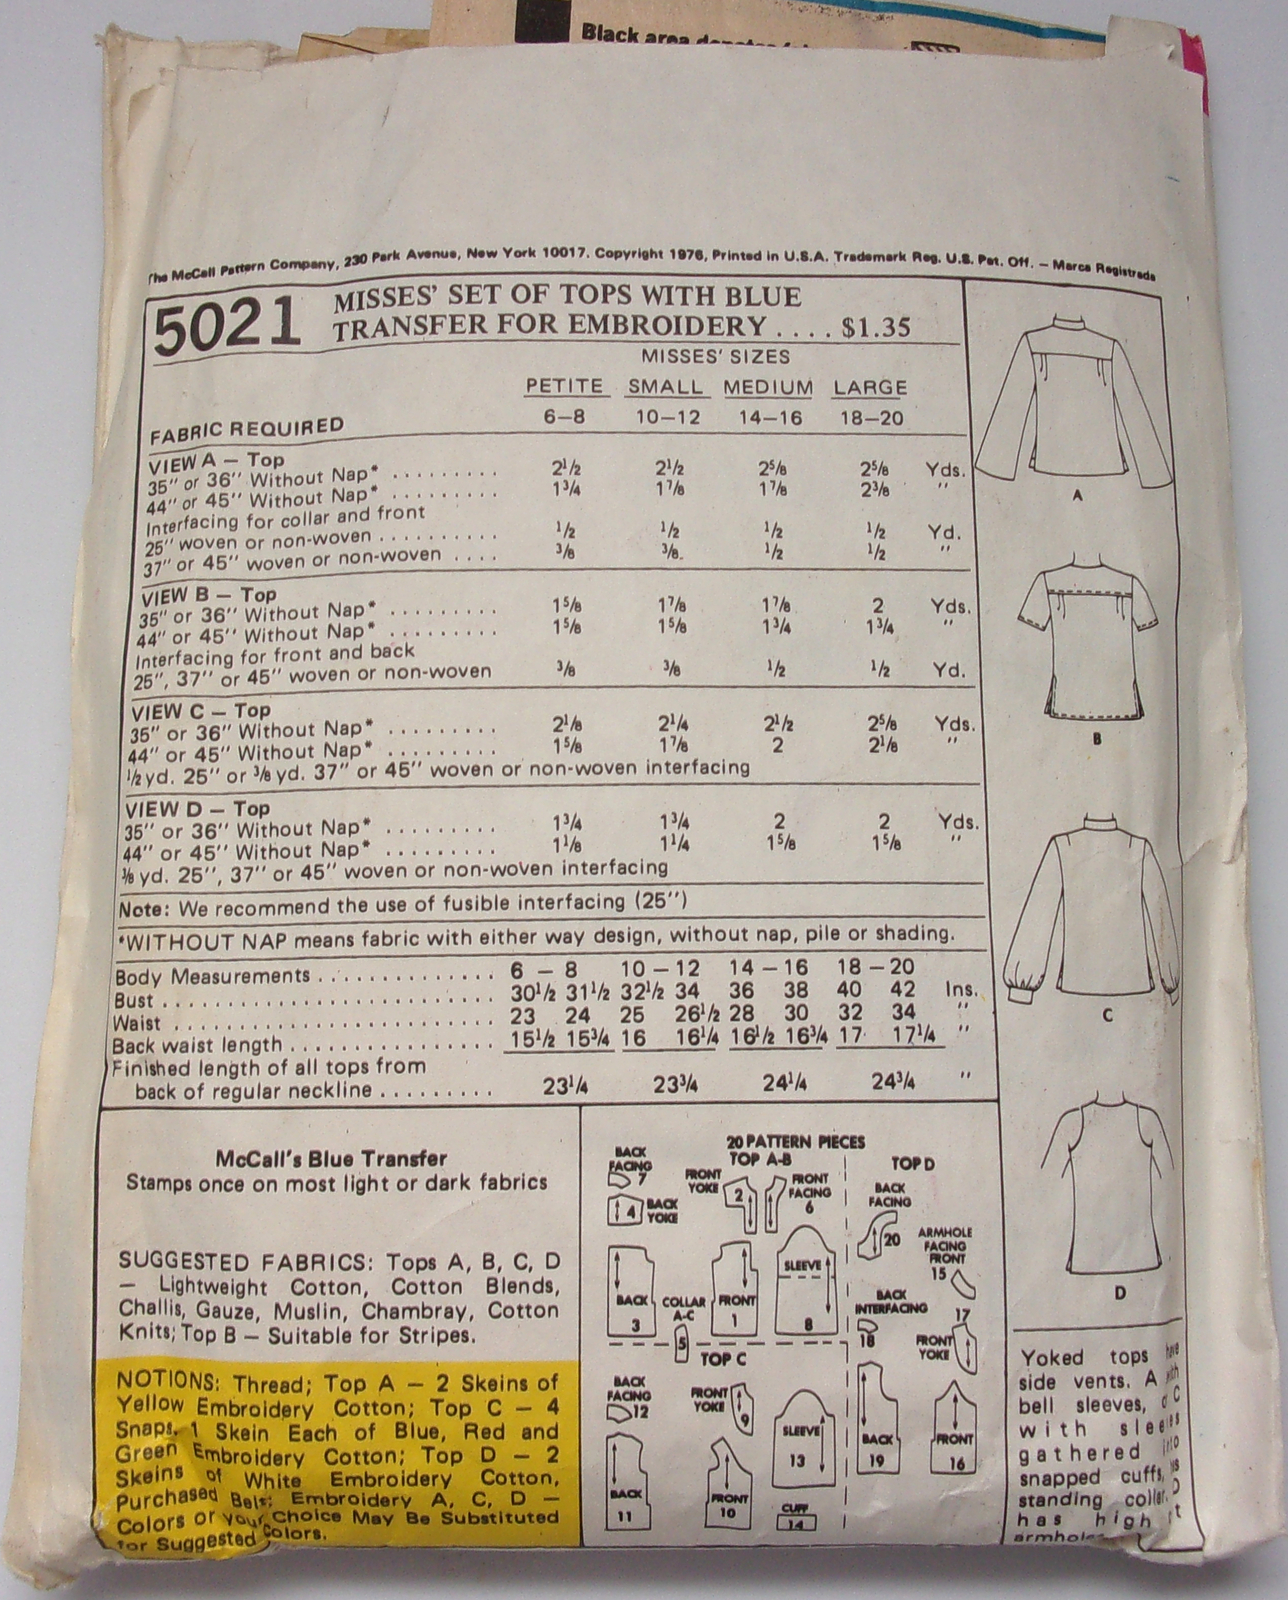 Black area denotes
The McCall Pattern Company, 230 Park Avenue, New York 10017. Copyright 1976, Printed in U.S.A. Trademark Reg. U.S. Pat. Off. — Marca Registrada
5021 MISSES' SET OF TOPS WITH BLUE
TRANSFER FOR EMBROIDERY .... $1.35
MISSES' SIZES
PETITE SMALL MEDIUM LARGE
FABRIC REQUIRED 6–8 10–12 14–16 18–20
VIEW A – Top
35" or 36" Without Nap* ......... 2½ 2½ 2⅝ 2⅝ Yds.
44" or 45" Without Nap* ......... 1¾ 1⅞ 1⅞ 2⅜ "
Interfacing for collar and front
25" woven or non-woven .......... ½ ½ ½ ½ Yd.
37" or 45" woven or non-woven .... ⅜ ⅜ ½ ½ "
VIEW B – Top
35" or 36" Without Nap* ......... 1⅝ 1⅞ 1⅞ 2 Yds.
44" or 45" Without Nap* ......... 1⅝ 1⅝ 1¾ 1¾ "
Interfacing for front and back
25", 37" or 45" woven or non-woven ⅜ ⅜ ½ ½ Yd.
VIEW C – Top
35" or 36" Without Nap* ......... 2⅛ 2¼ 2½ 2⅝ Yds.
44" or 45" Without Nap* ......... 1⅝ 1⅞ 2 2⅛ "
½ yd. 25" or ⅜ yd. 37" or 45" woven or non-woven interfacing
VIEW D – Top
35" or 36" Without Nap* ......... 1¾ 1¾ 2 2 Yds.
44" or 45" Without Nap* ......... 1⅛ 1¼ 1⅝ 1⅝ "
⅜ yd. 25", 37" or 45" woven or non-woven interfacing
Note: We recommend the use of fusible interfacing (25")
*WITHOUT NAP means fabric with either way design, without nap, pile or shading.
Body Measurements ............. 6 – 8 10 – 12 14 – 16 18 – 20
Bust .......................... 30½ 31½ 32½ 34 36 38 40 42 Ins.
Waist ......................... 23 24 25 26½ 28 30 32 34 "
Back waist length ................ 15½ 15¾ 16 16¼ 16½ 16¾ 17 17¼ "
Finished length of all tops from
back of regular neckline ......... 23¼ 23¾ 24¼ 24¾ "
A
B
C
D
McCall's Blue Transfer
Stamps once on most light or dark fabrics
SUGGESTED FABRICS: Tops A, B, C, D
— Lightweight Cotton, Cotton Blends,
Challis, Gauze, Muslin, Chambray, Cotton
Knits; Top B – Suitable for Stripes.
NOTIONS: Thread; Top A – 2 Skeins of
Yellow Embroidery Cotton; Top C – 4
Snaps, 1 Skein Each of Blue, Red and
Green Embroidery Cotton; Top D – 2
Skeins of White Embroidery Cotton,
Purchased Belt; Embroidery A, C, D –
Colors or your Choice May Be Substituted
for Suggested Colors.
20 PATTERN PIECES
TOP A-B
BACK
FACING
7
4
BACK
YOKE
FRONT
YOKE
2
FRONT
FACING
6
BACK
3
COLLAR
A-C
5
FRONT
1
SLEEVE
8
TOP C
BACK
FACING
12
FRONT
YOKE
9
BACK
11
FRONT
10
SLEEVE
13
CUFF
14
TOP D
BACK
FACING
20
ARMHOLE
FACING
FRONT
15
BACK
INTERFACING
18
17
FRONT
YOKE
BACK
19
FRONT
16
Yoked tops have
side vents. A with
bell sleeves, C
with sleeves
gathered into
snapped cuffs,
standing collar. D
has high
armholes